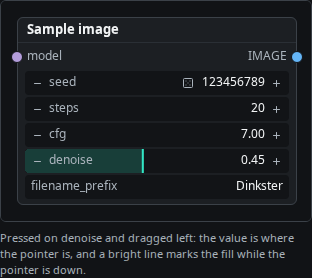 Sample image
model IMAGE
– seed 123456789 +
– steps 20 +
– cfg 7.00 +
– denoise 0.45 +
filename_prefix Dinkster
Pressed on denoise and dragged left: the value is where
the pointer is, and a bright line marks the fill while the
pointer is down.